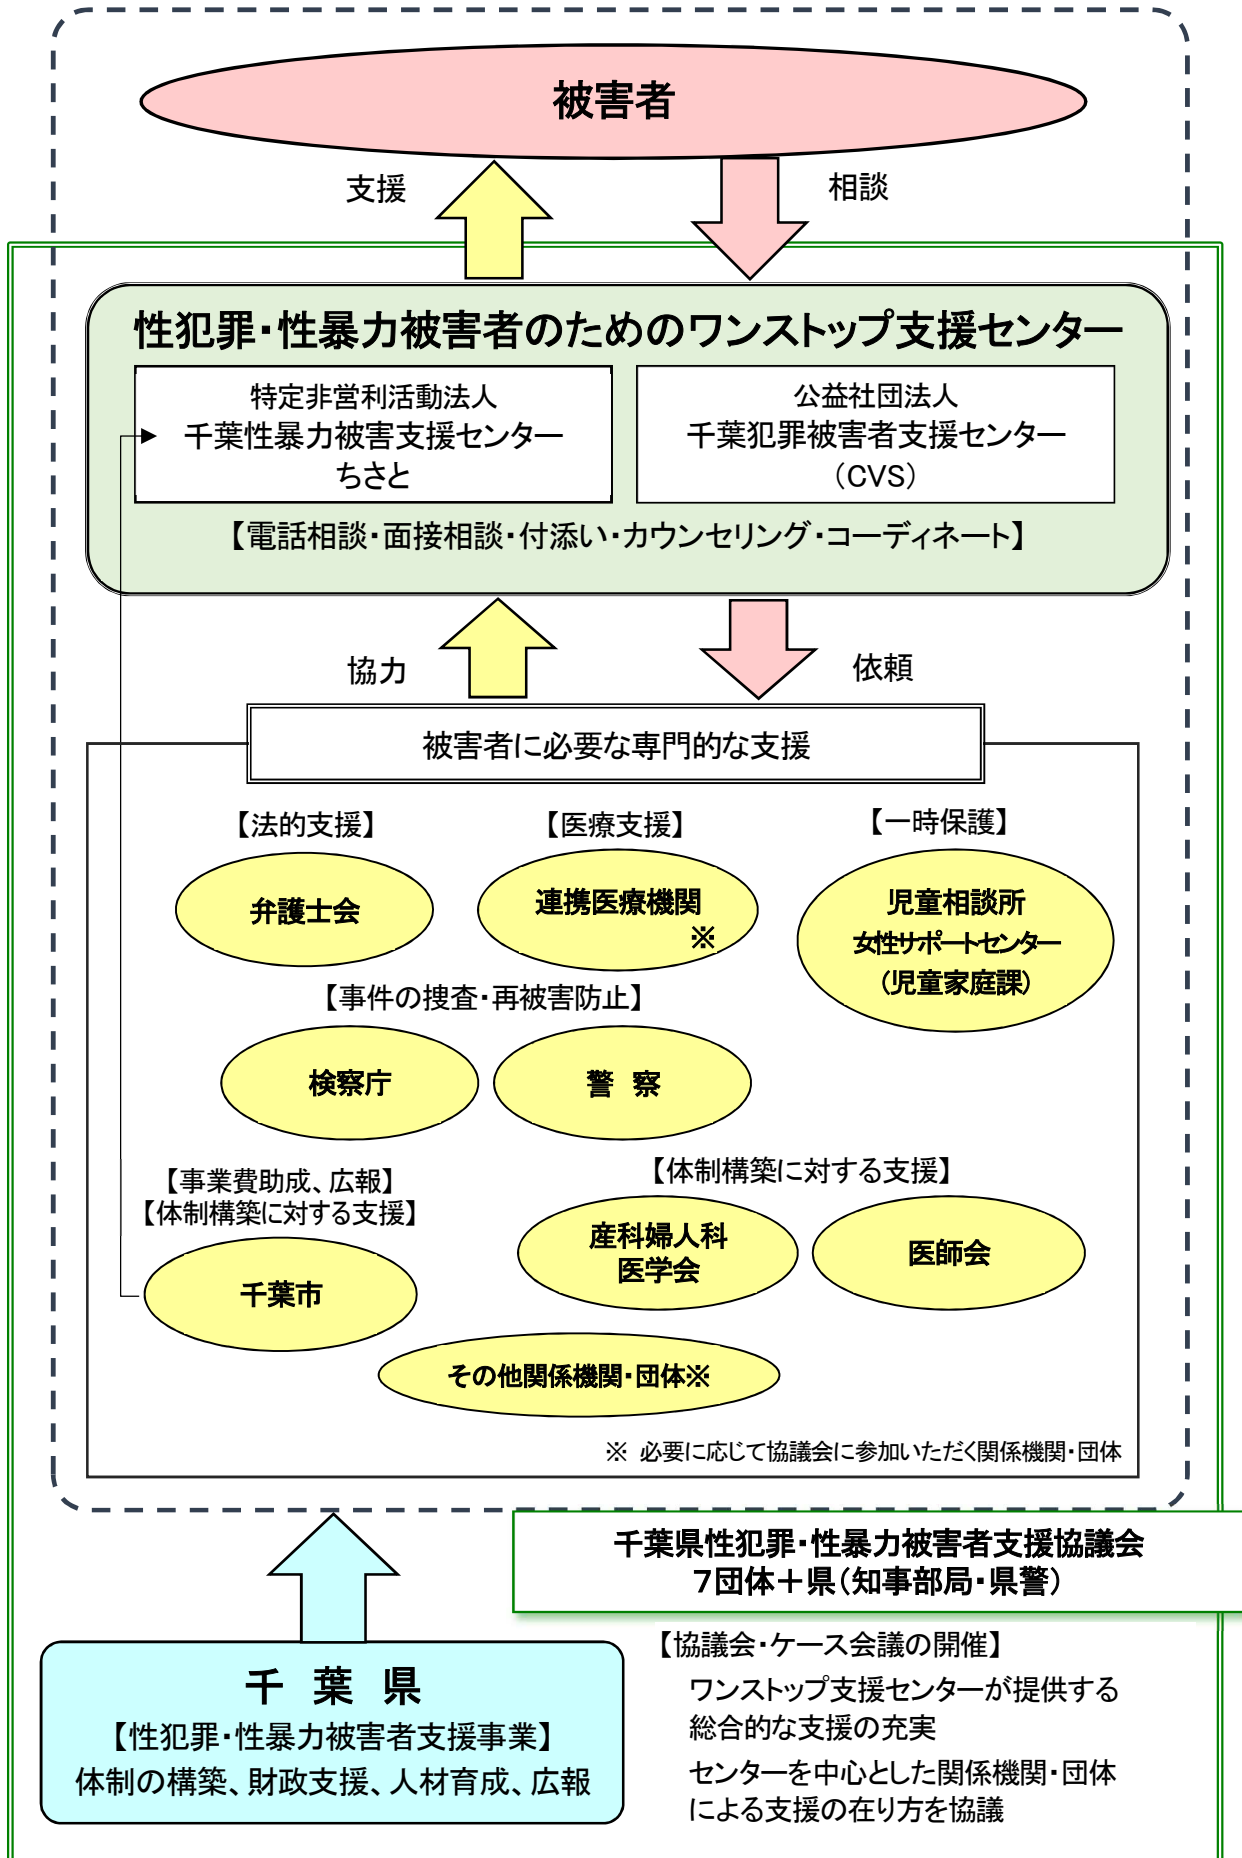 被害者
支援
相談
性犯罪・性暴力被害者のためのワンストップ支援センター
特定非営利活動法人
千葉性暴力被害支援センター
ちさと
公益社団法人
千葉犯罪被害者支援センター
（CVS）
【電話相談・面接相談・付添い・カウンセリング・コーディネート】
協力
依頼
被害者に必要な専門的な支援
【法的支援】
弁護士会
【医療支援】
連携医療機関
※
【一時保護】
児童相談所
女性サポートセンター
（児童家庭課）
【事件の捜査・再被害防止】
検察庁
警　察
【事業費助成、広報】
【体制構築に対する支援】
千葉市
【体制構築に対する支援】
産科婦人科
医学会
医師会
その他関係機関・団体※
※ 必要に応じて協議会に参加いただく関係機関・団体
千葉県性犯罪・性暴力被害者支援協議会
７団体＋県（知事部局・県警）
千　葉　県
【性犯罪・性暴力被害者支援事業】
体制の構築、財政支援、人材育成、広報
【協議会・ケース会議の開催】
ワンストップ支援センターが提供する
総合的な支援の充実
センターを中心とした関係機関・団体
による支援の在り方を協議